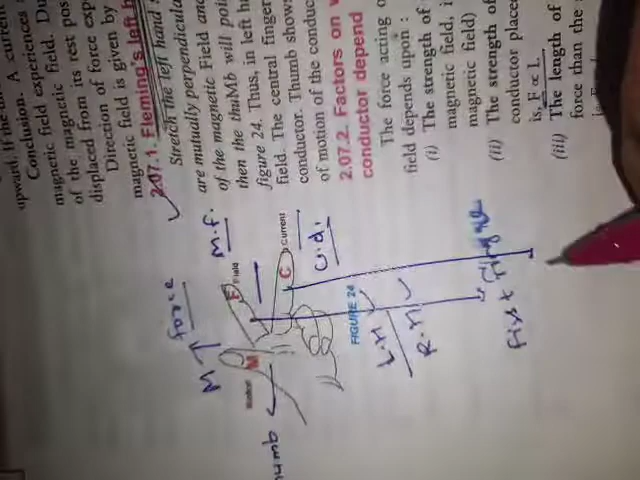 upward. If the
Conclusion. A current
magnetic field experiences
of the magnetic field. Du
displaced from its rest pos
Direction of force exp
magnetic field is given by
2.07.1. Fleming's left
Stretch the left hand
are mutually perpendicula
of the magnetic Field and
then the thuMb will poi
figure 24. Thus, in left ha
field. The central finger
conductor. Thumb shows
of motion of the conduc
2.07.2. Factors on
conductor depend
The force acting
field depends upon :
(i) The strength of
magnetic field, i
magnetic field)
(ii) The strength of
conductor placed
is, F ∝ I.
(iii) The length of
force than the
force
M
M.F.
F Field
C Current
C.d.
M
FIGURE 24
L.H
R.H
First Finger